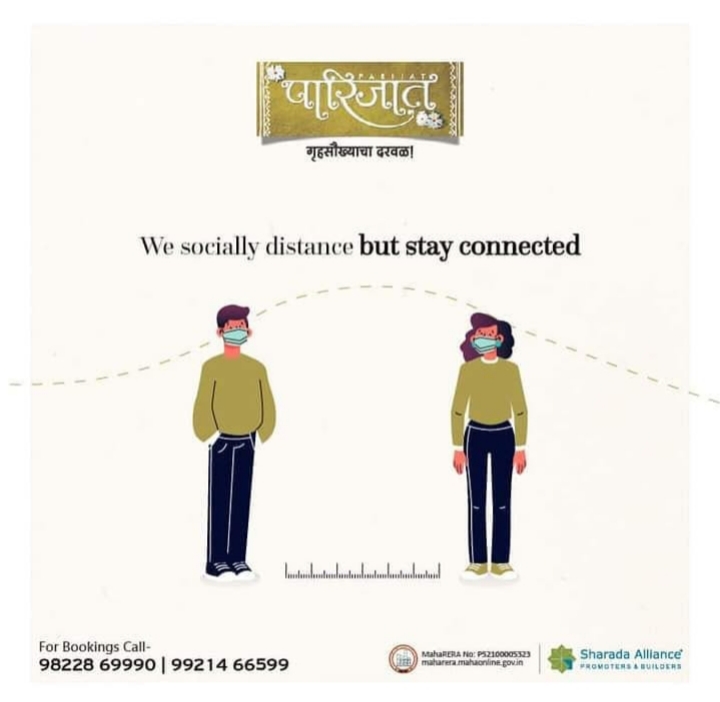 PARIJAT
पारिजात
गृहसौख्याचा दरवळ!
We socially distance but stay connected
For Bookings Call-
98228 69990 | 99214 66599
MahaRERA No: P52100005323
maharera.mahaonline.gov.in
Sharada Alliance
PROMOTERS & BUILDERS